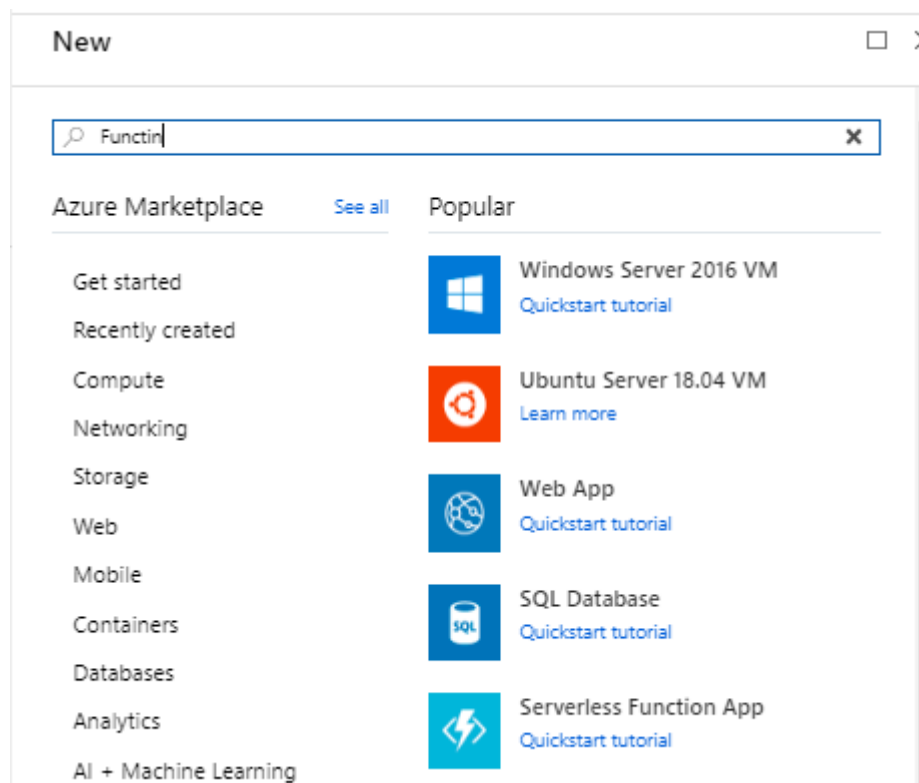 New
Functin
Azure Marketplace
See all
Get started
Recently created
Compute
Networking
Storage
Web
Mobile
Containers
Databases
Analytics
AI + Machine Learning
Popular
Windows Server 2016 VM
Quickstart tutorial
Ubuntu Server 18.04 VM
Learn more
Web App
Quickstart tutorial
SQL
SQL Database
Quickstart tutorial
Serverless Function App
Quickstart tutorial